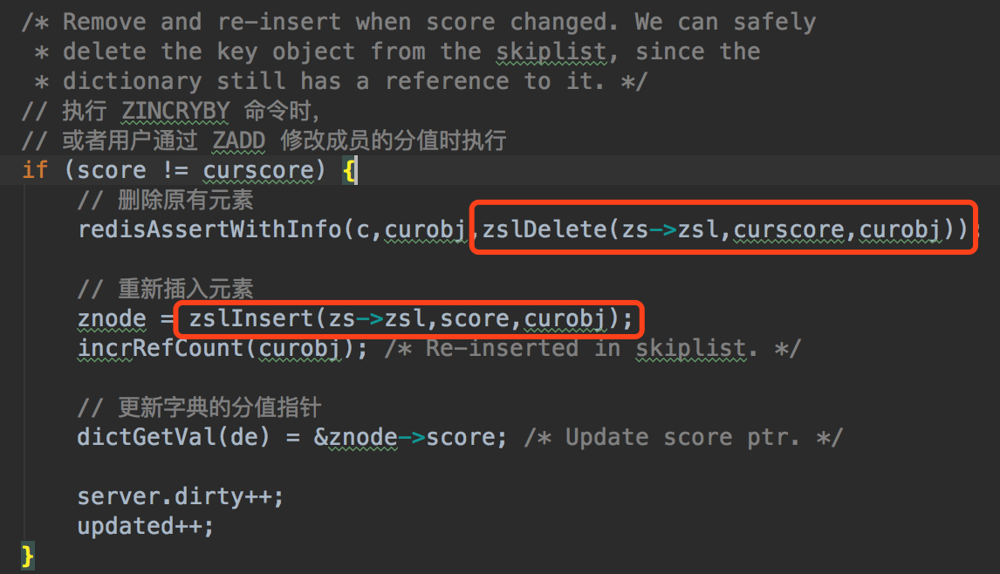 /* Remove and re-insert when score changed. We can safely
* delete the key object from the skiplist, since the
* dictionary still has a reference to it. */
// 执行 ZINCRYBY 命令时,
// 或者用户通过 ZADD 修改成员的分值时执行
if (score != curscore) {
// 删除原有元素
redisAssertWithInfo(c,curobj,zslDelete(zs->zsl,curscore,curobj));
// 重新插入元素
znode = zslInsert(zs->zsl,score,curobj);
incrRefCount(curobj); /* Re-inserted in skiplist. */
// 更新字典的分值指针
dictGetVal(de) = &znode->score; /* Update score ptr. */
server.dirty++;
updated++;
}